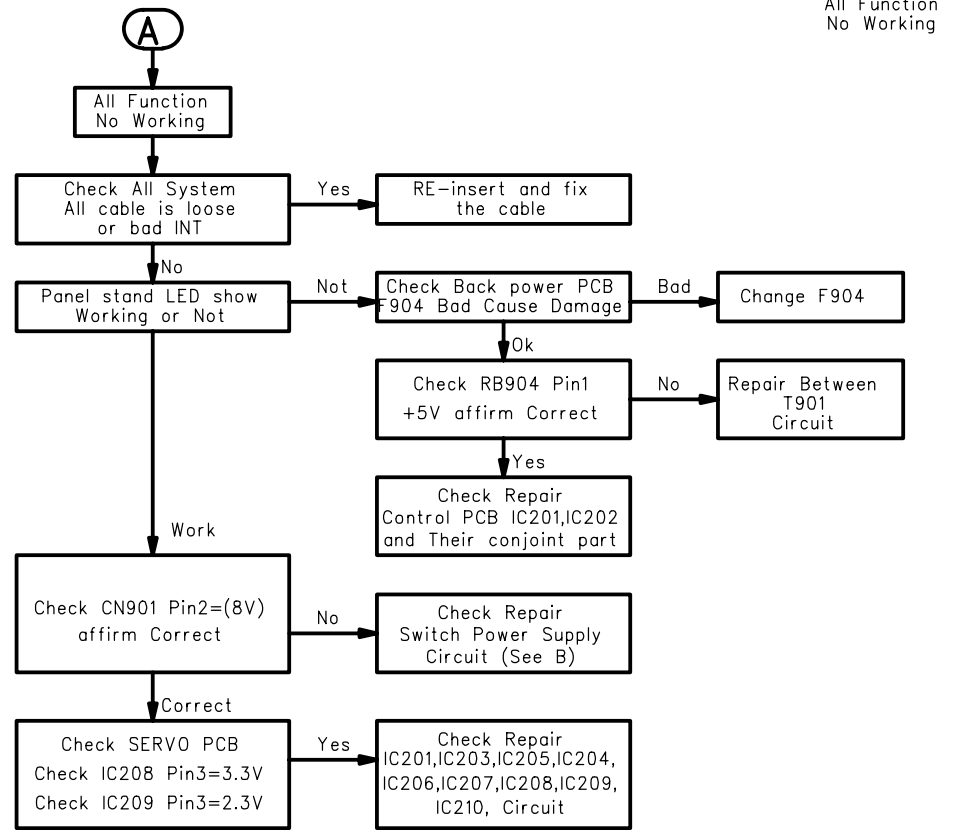 All Function
No Working
A
All Function
No Working
Check All System
All cable is loose
or bad INT
Yes
RE-insert and fix
the cable
No
Panel stand LED show
Working or Not
Not
Check Back power PCB
F904 Bad Cause Damage
Bad
Change F904
Ok
Check RB904 Pin1
+5V affirm Correct
No
Repair Between
T901
Circuit
Yes
Check Repair
Control PCB IC201,IC202
and Their conjoint part
Work
Check CN901 Pin2=(8V)
affirm Correct
No
Check Repair
Switch Power Supply
Circuit (See B)
Correct
Check SERVO PCB
Check IC208 Pin3=3.3V
Check IC209 Pin3=2.3V
Yes
Check Repair
IC201,IC203,IC205,IC204,
IC206,IC207,IC208,IC209,
IC210, Circuit